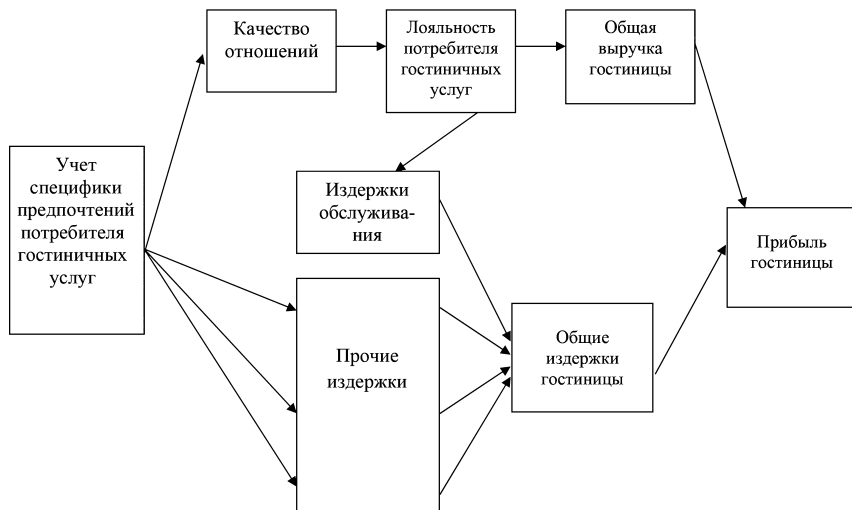 Качество
отношений
Лояльность
потребителя
гостиничных
услуг
Общая
выручка
гостиницы
Учет
специфики
предпочтений
потребителя
гостиничных
услуг
Издержки
обслужива-
ния
Прибыль
гостиницы
Прочие
издержки
Общие
издержки
гостиницы